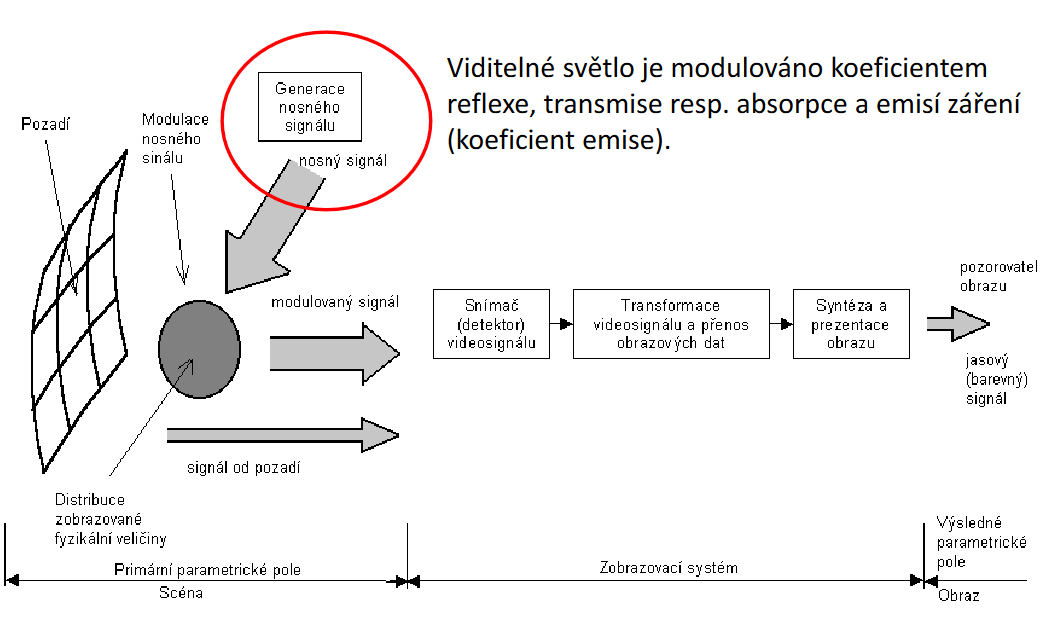 Viditelné světlo je modulováno koeficientem
reflexe, transmise resp. absorpce a emisí záření
(koeficient emise).
Generace
nosného
signálu
nosný signál
Pozadí
Modulace
nosného
sinálu
modulovaný signál
signál od pozadí
Distribuce
zobrazované
fyzikální veličiny
Snímač
(detektor)
videosignálu
Transformace
videosignálu a přenos
obrazových dat
Syntéza a
prezentace
obrazu
pozorovatel
obrazu
jasový
(barevný)
signál
Primární parametrické pole
Scéna
Zobrazovací systém
Výsledné
parametrické
pole
Obraz